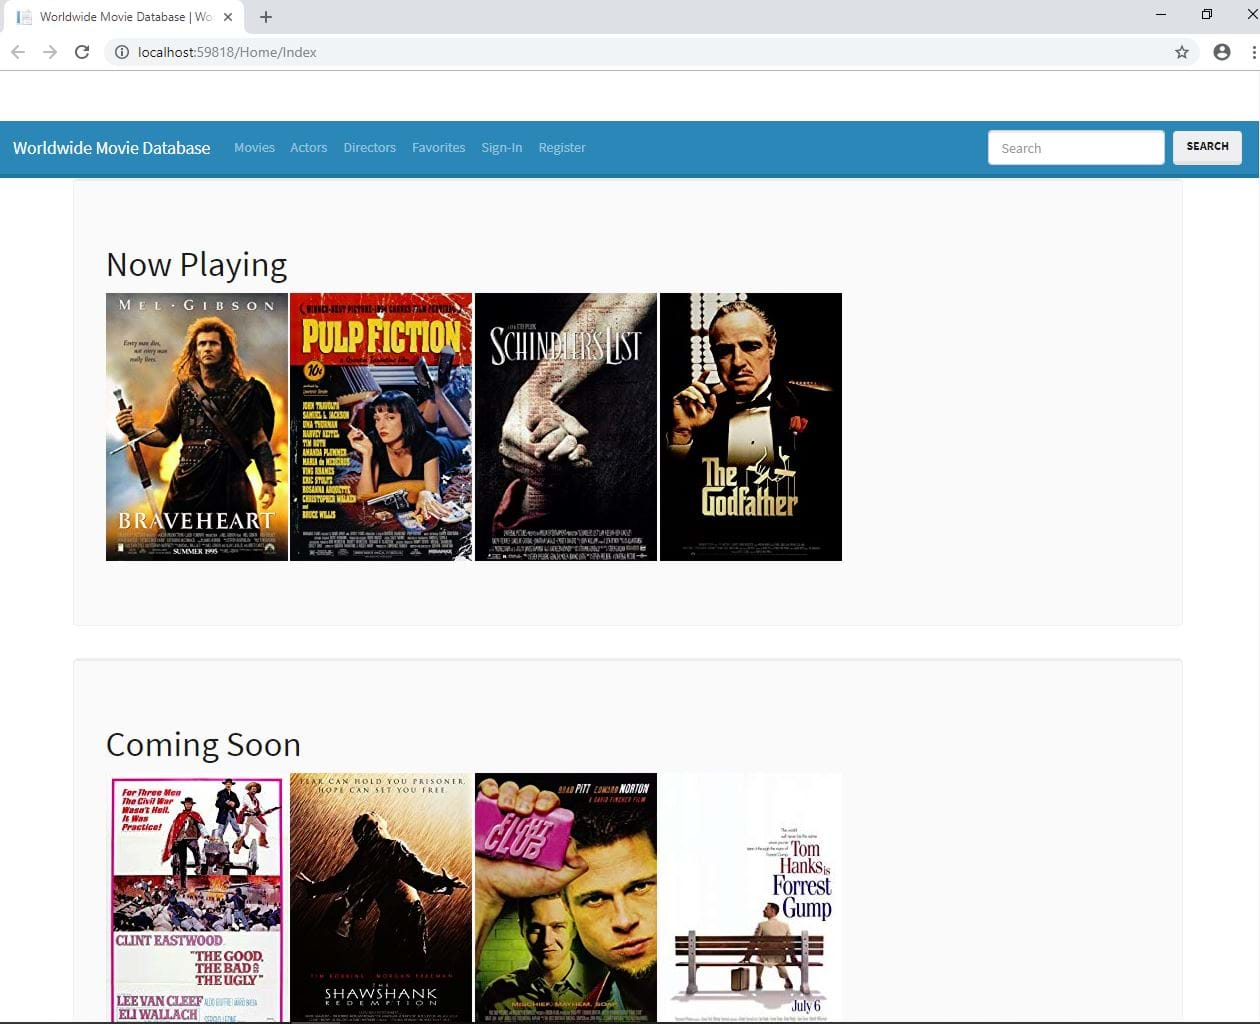 Worldwide Movie Database | Wo
localhost:59818/Home/Index
Worldwide Movie Database
Movies Actors Directors Favorites Sign-In Register
Search
SEARCH
Now Playing
MEL · GIBSON
Every man dies,
not every man
really lives.
BRAVEHEART
SUMMER 1995
PULP FICTION
10¢
JOHN TRAVOLTA
SAMUEL L. JACKSON
UMA THURMAN
HARVEY KEITEL
TIM ROTH
AMANDA PLUMMER
MARIA de MEDEIROS
VING RHAMES
ERIC STOLTZ
ROSANNA ARQUETTE
CHRISTOPHER WALKEN
and
BRUCE WILLIS
MIRAMAX
SCHINDLER'S LIST
The
Godfather
Coming Soon
For Three Men
The Civil War
Wasn't Hell.
It Was
Practice!
CLINT EASTWOOD
"THE GOOD,
THE BAD &
THE UGLY"
LEE VAN CLEEF
ELI WALLACH
FEAR CAN HOLD YOU PRISONER.
HOPE CAN SET YOU FREE.
TIM ROBBINS MORGAN FREEMAN
THE
SHAWSHANK
REDEMPTION
BRAD PITT EDWARD NORTON
A DAVID FINCHER FILM
FIGHT
CLUB
MISCHIEF. MAYHEM. SOAP.
Tom
Hanks is
Forrest
Gump
July 6